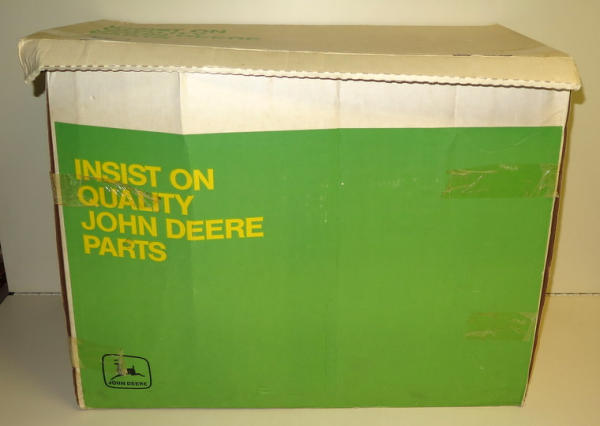 INSIST ON
INSIST ON
QUALITY
JOHN DEERE
PARTS
JOHN DEERE